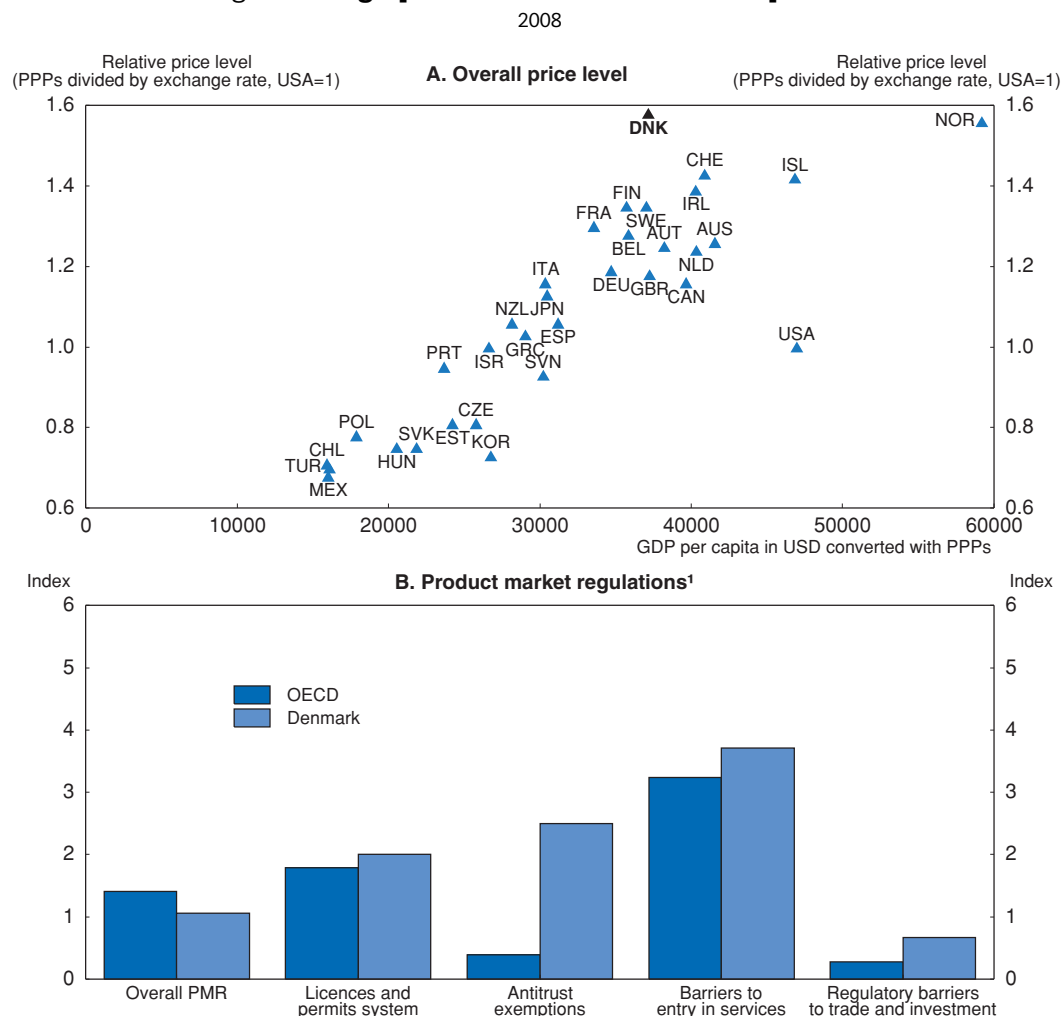 2008
Relative price level
(PPPs divided by exchange rate, USA=1)
A. Overall price level
Relative price level
(PPPs divided by exchange rate, USA=1)
1.6
1.6
DNK
NOR
CHE
ISL
1.4
1.4
FIN
IRL
FRA
SWE
AUS
AUT
BEL
NLD
1.2
1.2
ITA
DEU
GBR
CAN
NZL
JPN
ESP
USA
1.0
1.0
PRT
ISR
GRC
SVN
0.8
0.8
POL
CZE
SVK
EST
KOR
CHL
HUN
TUR
MEX
0.6
0.6
0
10000
20000
30000
40000
50000
60000
GDP per capita in USD converted with PPPs
Index
B. Product market regulations¹
Index
6
6
5
5
OECD
Denmark
4
4
3
3
2
2
1
1
0
0
Overall PMR
Licences and
permits system
Antitrust
exemptions
Barriers to
entry in services
Regulatory barriers
to trade and investment